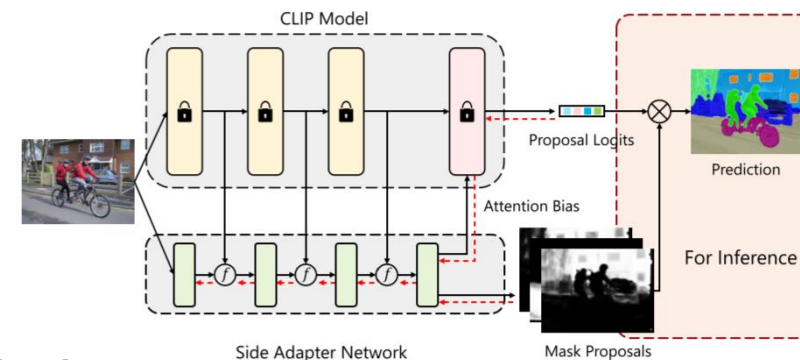 CLIP Model
Proposal Logits
Prediction
Attention Bias
f
f
f
For Inference
Side Adapter Network
Mask Proposals